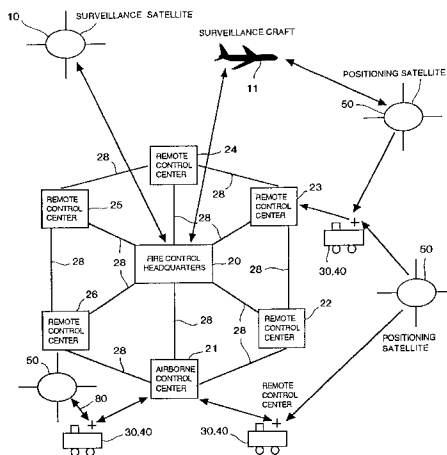 10
SURVEILLANCE SATELLITE
SURVEILLANCE CRAFT
11
POSITIONING SATELLITE
50
24
28
REMOTE
CONTROL
CENTER
28
23
25
REMOTE
CONTROL
CENTER
28
28
REMOTE
CONTROL
CENTER
28
FIRE CONTROL
HEADQUARTERS
20
30,40
28
28
50
26
REMOTE
CONTROL
CENTER
28
28
22
REMOTE
CONTROL
CENTER
POSITIONING
SATELLITE
50
28
21
AIRBORNE
CONTROL
CENTER
28
REMOTE
CONTROL
CENTER
80
30,40
30,40